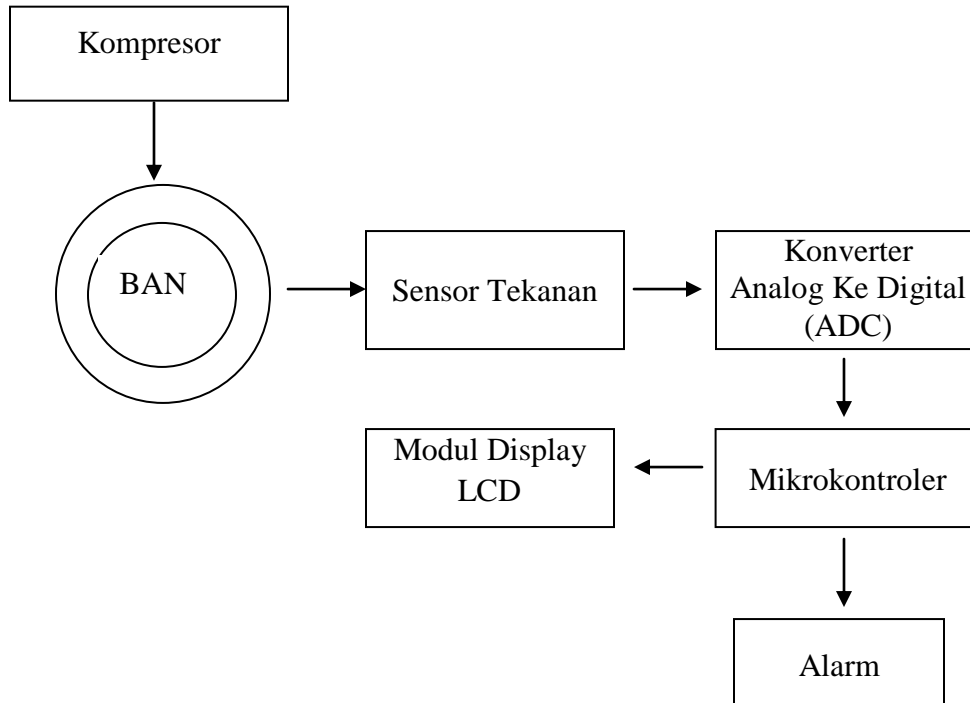 Kompresor
BAN
Sensor Tekanan
Konverter
Analog Ke Digital
(ADC)
Modul Display
LCD
Mikrokontroler
Alarm